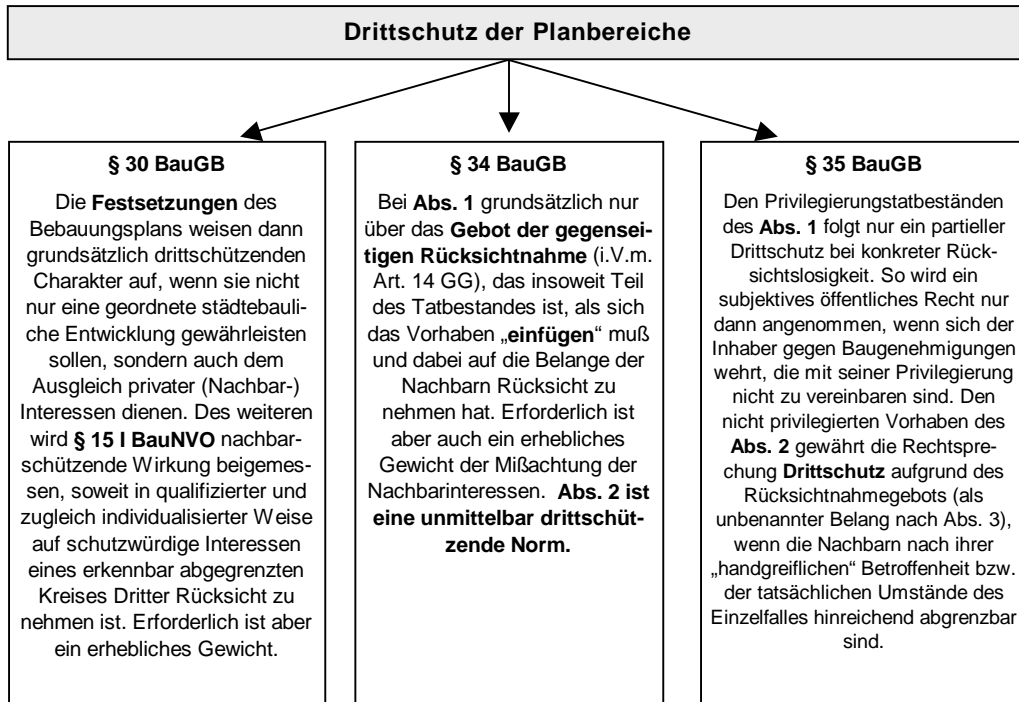 Drittschutz der Planbereiche
§ 30 BauGB
Die Festsetzungen des
Bebauungsplans weisen dann
grundsätzlich drittschützenden
Charakter auf, wenn sie nicht
nur eine geordnete städtebauli-
che Entwicklung gewährleisten
sollen, sondern auch dem
Ausgleich privater (Nachbar-)
Interessen dienen. Des weiteren
wird § 15 I BauNVO nachbar-
schützende Wirkung beigemes-
sen, soweit in qualifizierter und
zugleich individualisierter Weise
auf schutzwürdige Interessen
eines erkennbar abgegrenzten
Kreises Dritter Rücksicht zu
nehmen ist. Erforderlich ist aber
ein erhebliches Gewicht.
§ 34 BauGB
Bei Abs. 1 grundsätzlich nur
über das Gebot der gegensei-
tigen Rücksichtnahme (i.V.m.
Art. 14 GG), das insoweit Teil
des Tatbestandes ist, als sich
das Vorhaben „einfügen“ muß
und dabei auf die Belange der
Nachbarn Rücksicht zu
nehmen hat. Erforderlich ist
aber auch ein erhebliches
Gewicht der Mißachtung der
Nachbarinteressen. Abs. 2 ist
eine unmittelbar drittschüt-
zende Norm.
§ 35 BauGB
Den Privilegierungstatbeständen
des Abs. 1 folgt nur ein partieller
Drittschutz bei konkreter Rück-
sichtslosigkeit. So wird ein
subjektives öffentliches Recht nur
dann angenommen, wenn sich der
Inhaber gegen Baugenehmigungen
wehrt, die mit seiner Privilegierung
nicht zu vereinbaren sind. Den
nicht privilegierten Vorhaben des
Abs. 2 gewährt die Rechtspre-
chung Drittschutz aufgrund des
Rücksichtnahmegebots (als
unbenannter Belang nach Abs. 3),
wenn die Nachbarn nach ihrer
„handgreiflichen“ Betroffenheit bzw.
der tatsächlichen Umstände des
Einzelfalles hinreichend abgrenzbar
sind.